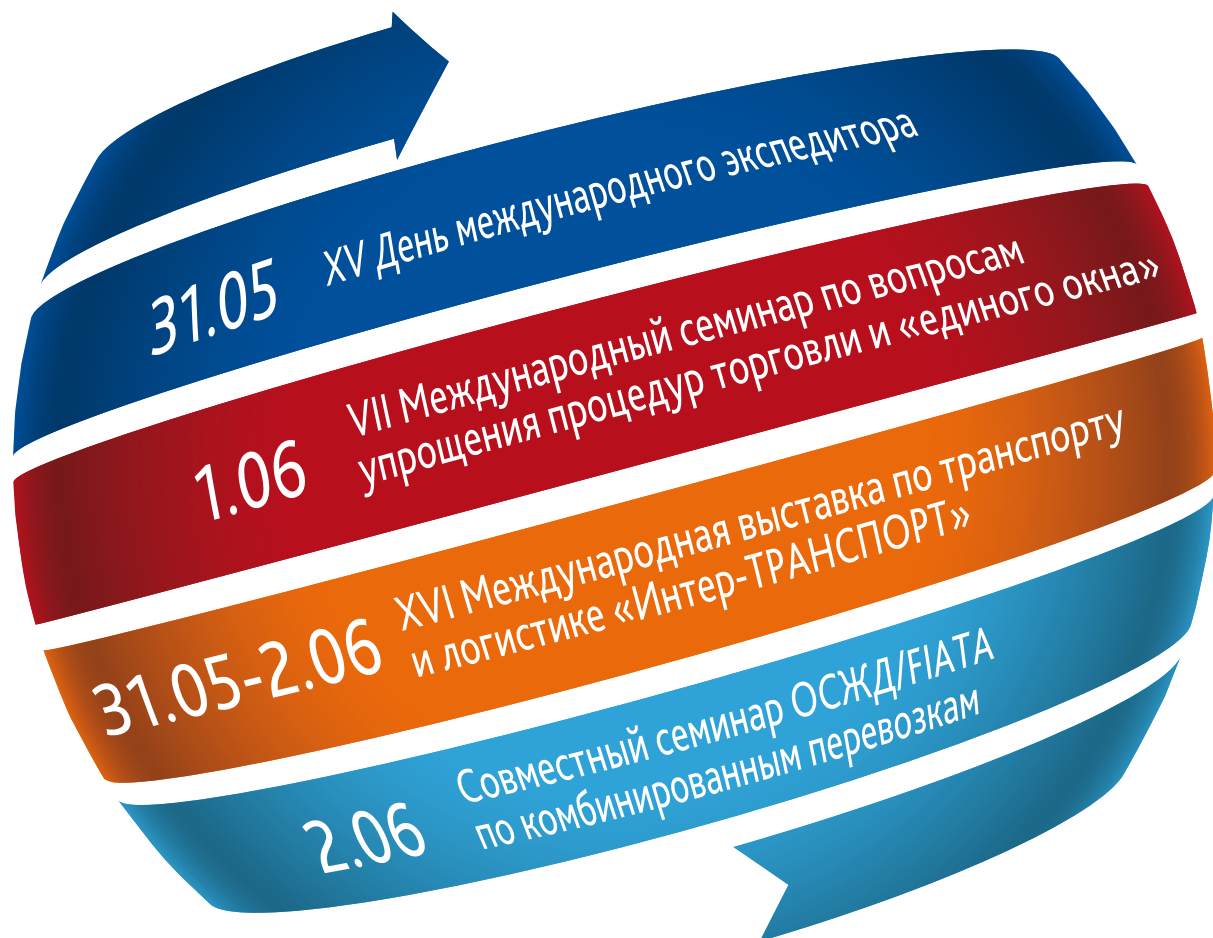 31.05
XV День международного экспедитора
1.06
VII Международный семинар по вопросам
упрощения процедур торговли и «единого окна»
31.05-2.06
XVI Международная выставка по транспорту
и логистике «Интер-ТРАНСПОРТ»
2.06
Совместный семинар ОСЖД/FIATA
по комбинированным перевозкам